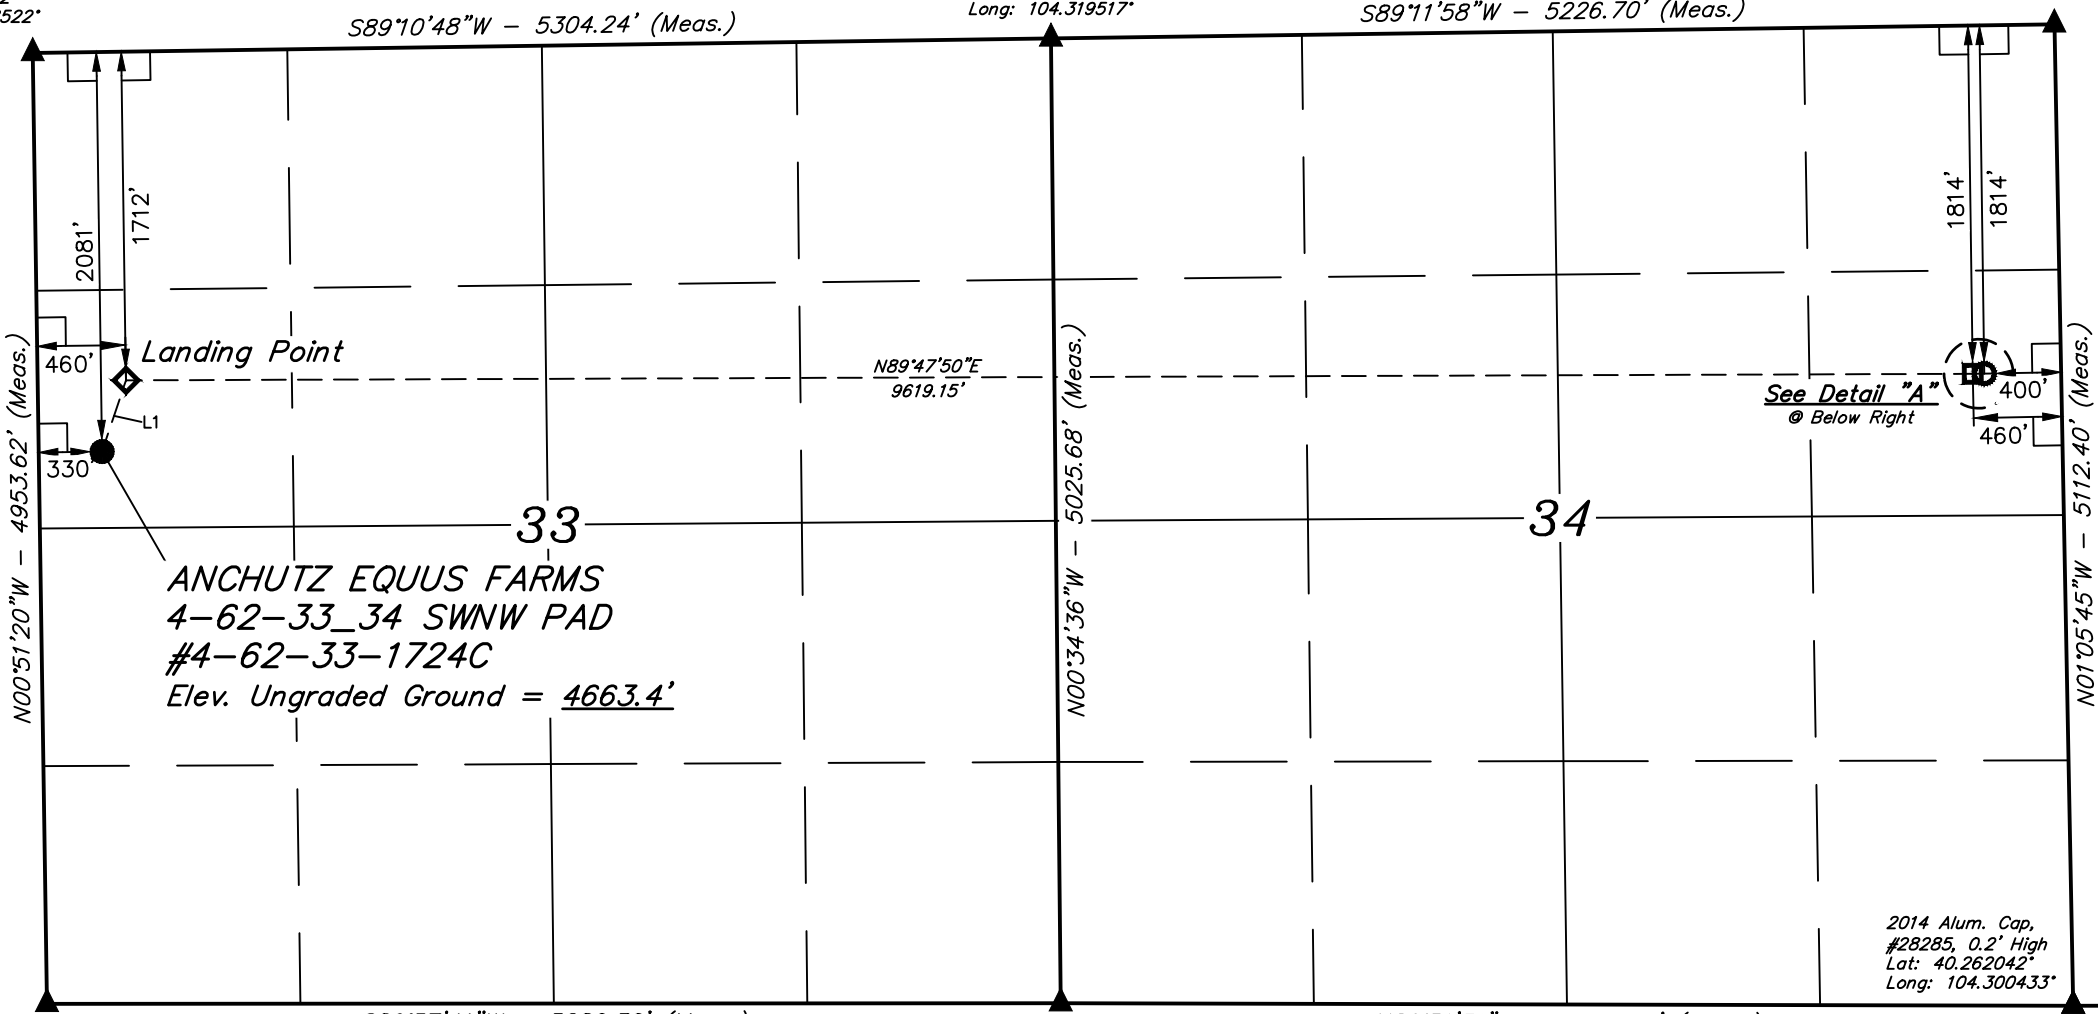 522°
S89°10'48"W - 5304.24' (Meas.)
Long: 104.319517°
S89°11'58"W - 5226.70' (Meas.)
2081'
1712'
1814'
1814'
460'
Landing Point
N89°47'50"E
9619.15'
See Detail "A"
@ Below Right
400'
460'
L1
330'
N00°51'20"W - 4953.62' (Meas.)
N00°34'36"W - 5025.68' (Meas.)
N01°05'45"W - 5112.40' (Meas.)
33
34
ANCHUTZ EQUUS FARMS
4-62-33_34 SWNW PAD
#4-62-33-1724C
Elev. Ungraded Ground = 4663.4'
2014 Alum. Cap,
#28285, 0.2' High
Lat: 40.262042°
Long: 104.300433°